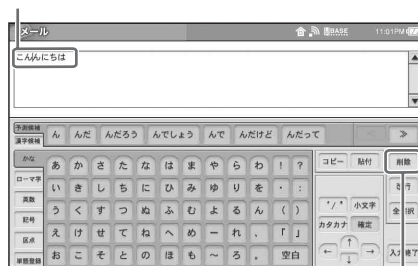 メール BASE 11:01PM
こんにちは
予測候補 ん んだ んだろう んでしょう んで んだけど んだって
漢字候補
かな あ か さ た な は ま や ら わ ! ? コピー 貼付 削除
ローマ字 い き し ち に ひ み ゆ り を ・ :
英数 う く す つ ぬ ふ む よ る ん ( ) ゛/゜ 小文字
記号 え け せ て ね へ め ー れ 、 「 」 カタカナ 確定
区点 お こ そ と の ほ も ～ ろ 。 空白 ← ↑ ↓ →
単語登録